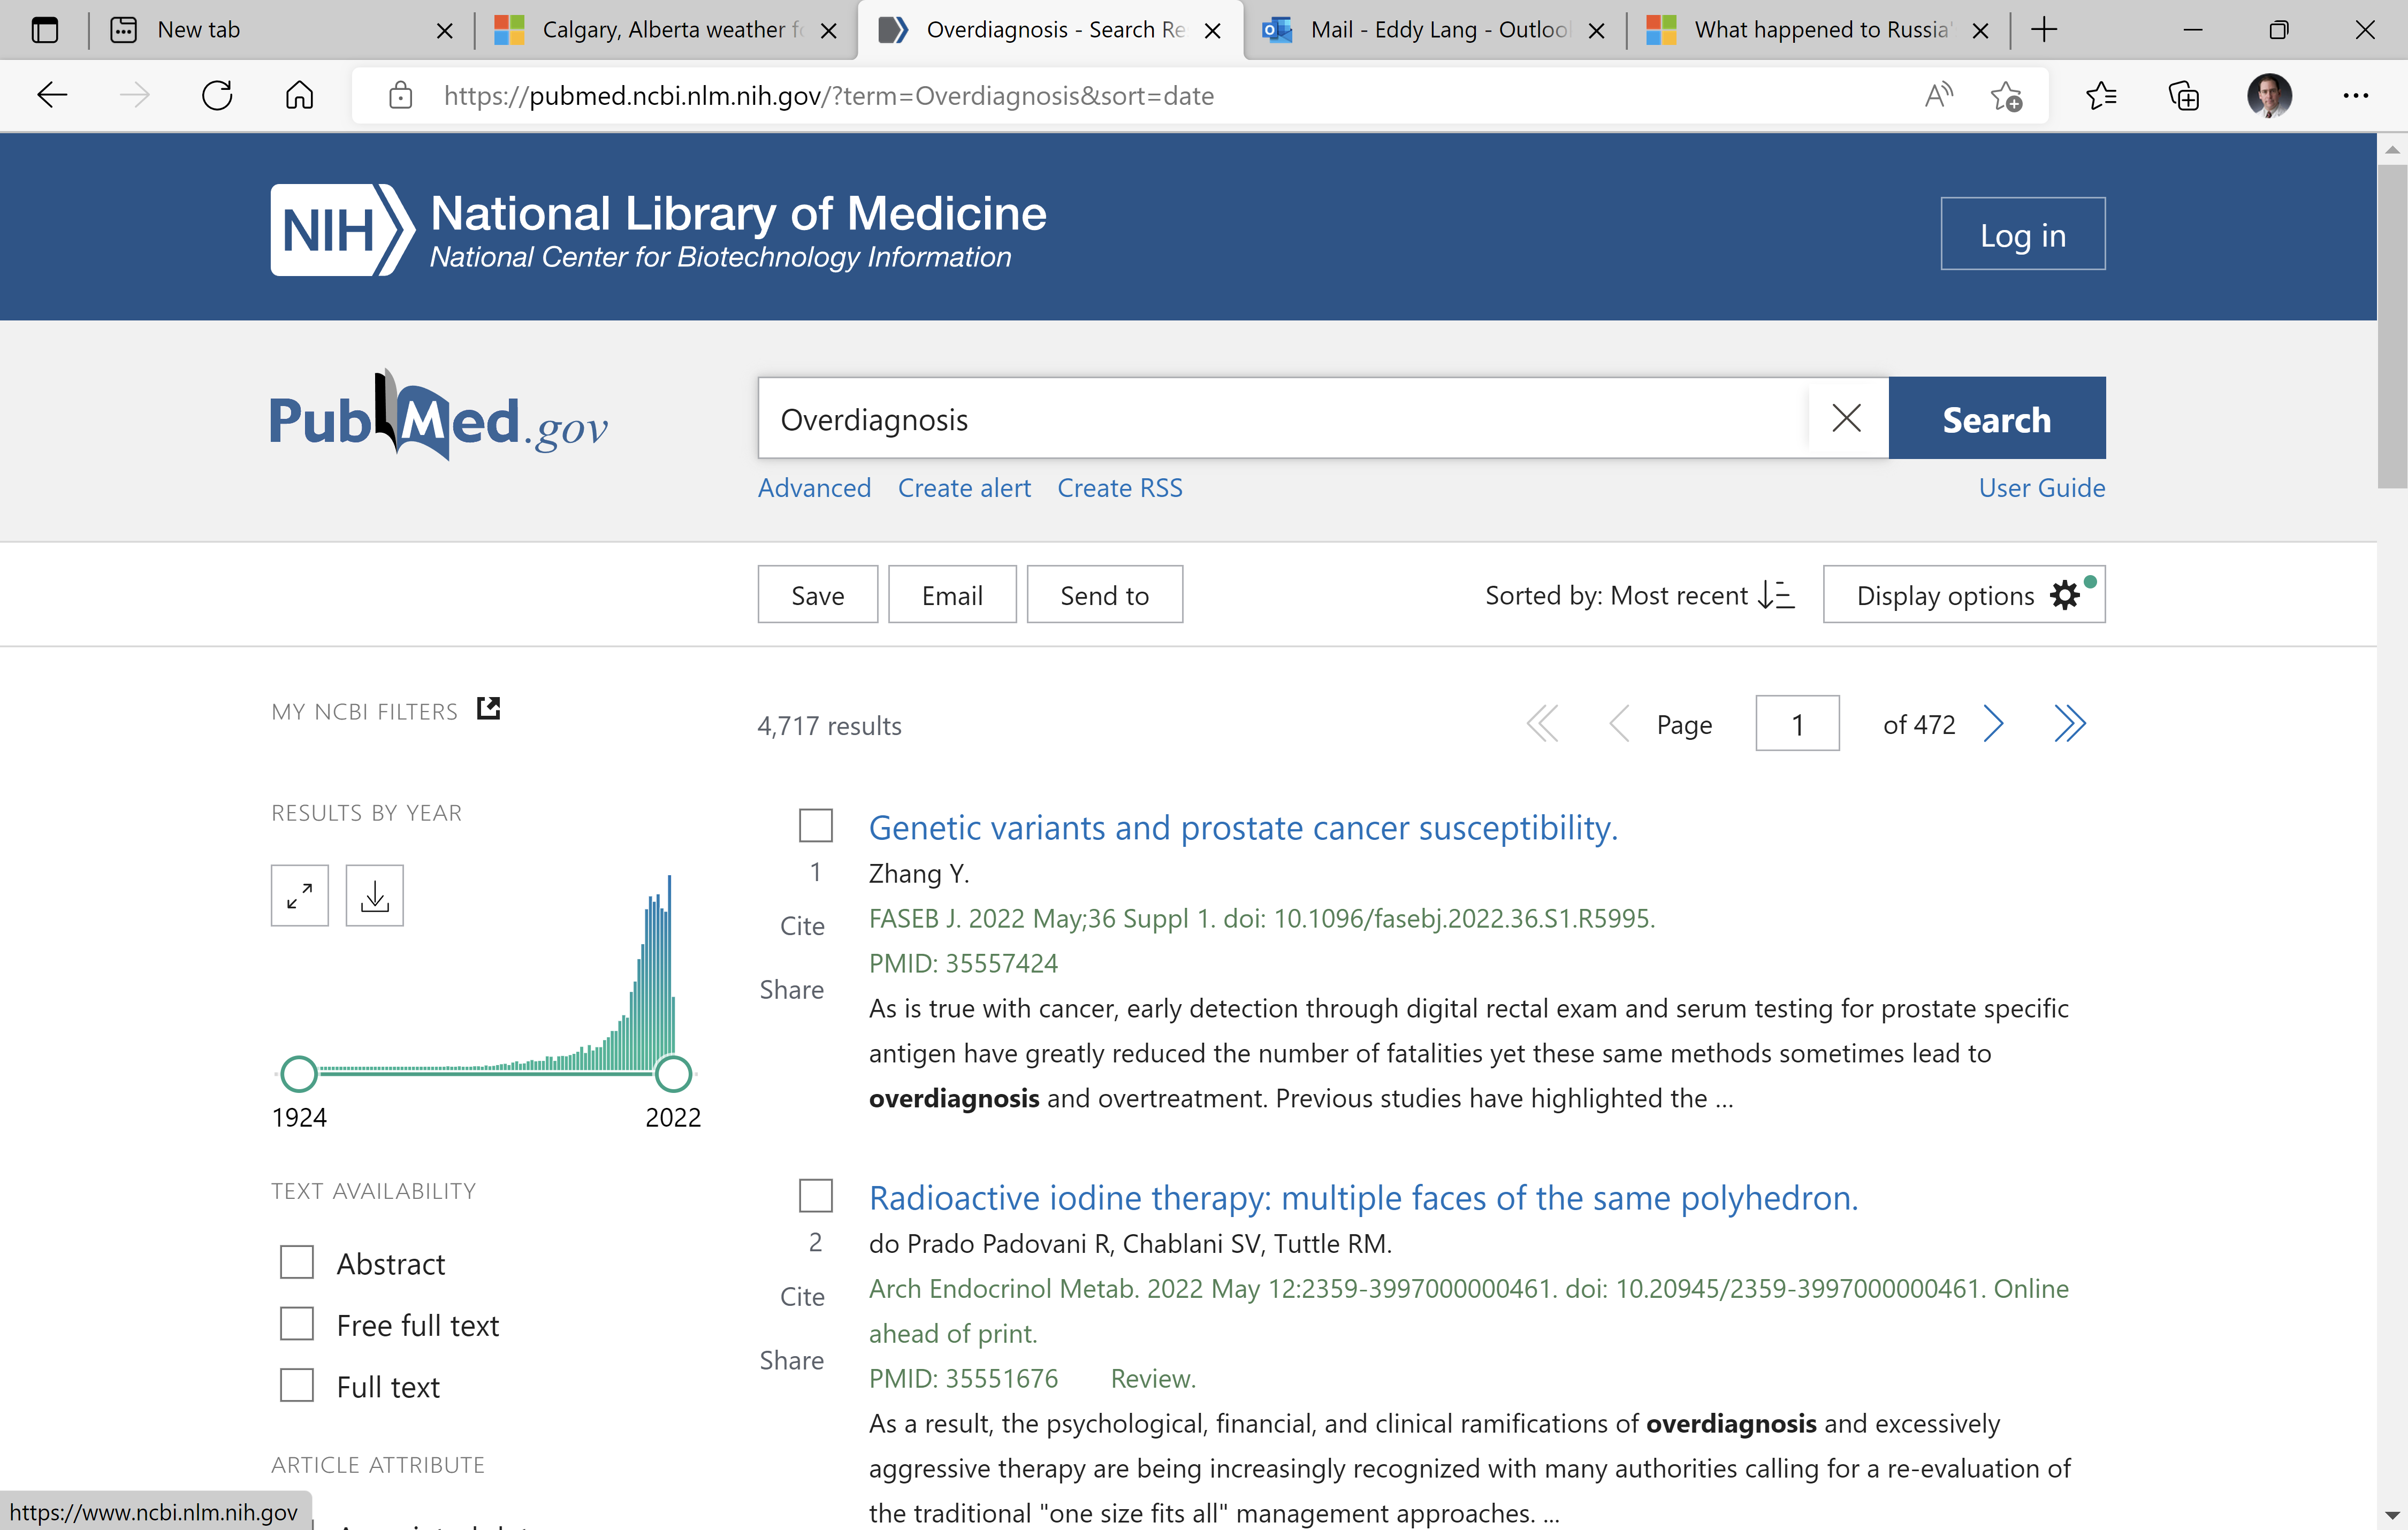 New tab
Calgary, Alberta weather fo
Overdiagnosis - Search Re
Mail - Eddy Lang - Outlool
What happened to Russia'
https://pubmed.ncbi.nlm.nih.gov/?term=Overdiagnosis&sort=date
NIH
National Library of Medicine
National Center for Biotechnology Information
Log in
PubMed.gov
Overdiagnosis
Search
Advanced
Create alert
Create RSS
User Guide
Save
Email
Send to
Sorted by: Most recent
Display options
MY NCBI FILTERS
4,717 results
Page
1
of 472
RESULTS BY YEAR
1924
2022
TEXT AVAILABILITY
Abstract
Free full text
Full text
ARTICLE ATTRIBUTE
Genetic variants and prostate cancer susceptibility.
1
Zhang Y.
Cite
FASEB J. 2022 May;36 Suppl 1. doi: 10.1096/fasebj.2022.36.S1.R5995.
PMID: 35557424
Share
As is true with cancer, early detection through digital rectal exam and serum testing for prostate specific
antigen have greatly reduced the number of fatalities yet these same methods sometimes lead to
overdiagnosis and overtreatment. Previous studies have highlighted the ...
Radioactive iodine therapy: multiple faces of the same polyhedron.
2
do Prado Padovani R, Chablani SV, Tuttle RM.
Cite
Arch Endocrinol Metab. 2022 May 12:2359-3997000000461. doi: 10.20945/2359-3997000000461. Online
ahead of print.
Share
PMID: 35551676 Review.
As a result, the psychological, financial, and clinical ramifications of overdiagnosis and excessively
aggressive therapy are being increasingly recognized with many authorities calling for a re-evaluation of
the traditional "one size fits all" management approaches. ...
https://www.ncbi.nlm.nih.gov